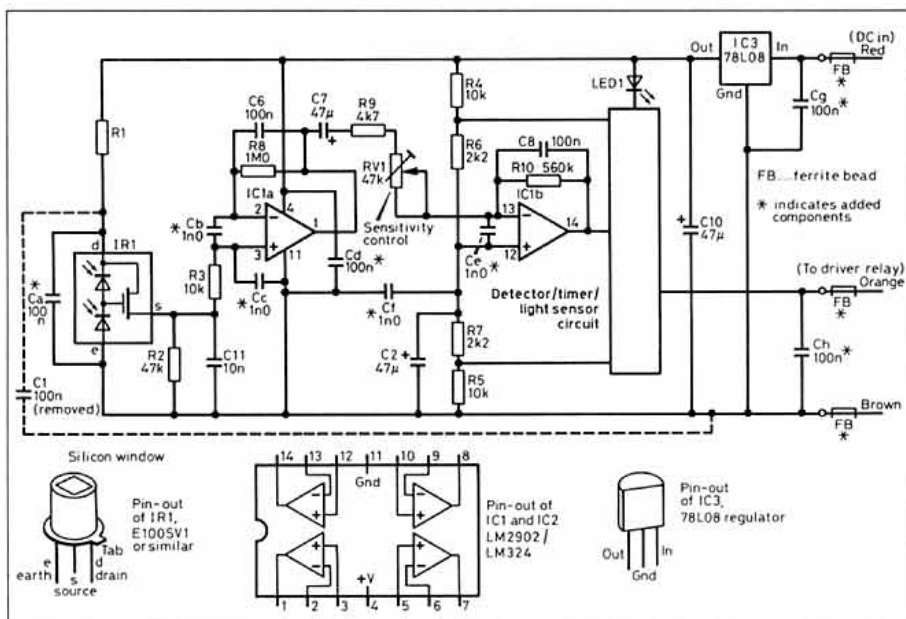 Out
IC3
78L08
In
(DC in)
Red
FB
*
Gnd
Cg
100n
*
R1
C6
100n
C7
47µ
R9
4k7
R8
1M0
RV1
47k
Sensitivity
control
IC1a
2
3
4
11
1
* Cb
1n0
R3
10k
* Cc
1n0
Cd
100n *
IR1
d
s
e
*
Ca
100
n
R2
47k
C11
10n
C1
100n
(removed)
R4
10k
R6
2k2
C8
100n
R10 560k
IC1b
13
12
14
Ce
1n0 *
* Cf
1n0
C2
47µ
R7
2k2
R5
10k
LED1
Detector/timer/
light sensor
circuit
C10
47µ
FB....ferrite bead
* indicates added
components
(To driver relay)
Orange
FB
*
Ch
100n *
Brown
FB
*
Silicon window
Pin-out
of IR1,
E100SV1
or similar
Tab
e
earth
s
source
d
drain
14 13 12 11 10 9 8
Gnd
+V
1 2 3 4 5 6 7
Pin-out of
IC1 and IC2
LM2902/
LM324
Out
Gnd
In
Pin-out
of IC3,
78L08 regulator